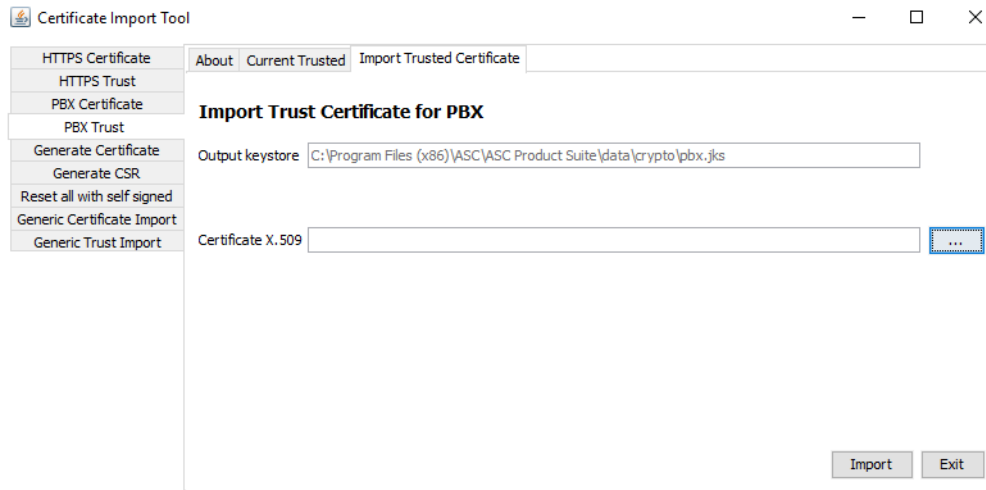 Certificate Import Tool
HTTPS Certificate
HTTPS Trust
PBX Certificate
PBX Trust
Generate Certificate
Generate CSR
Reset all with self signed
Generic Certificate Import
Generic Trust Import
About Current Trusted Import Trusted Certificate
Import Trust Certificate for PBX
Output keystore C:\Program Files (x86)\ASC\ASC Product Suite\data\crypto\pbx.jks
Certificate X.509 ...
Import Exit